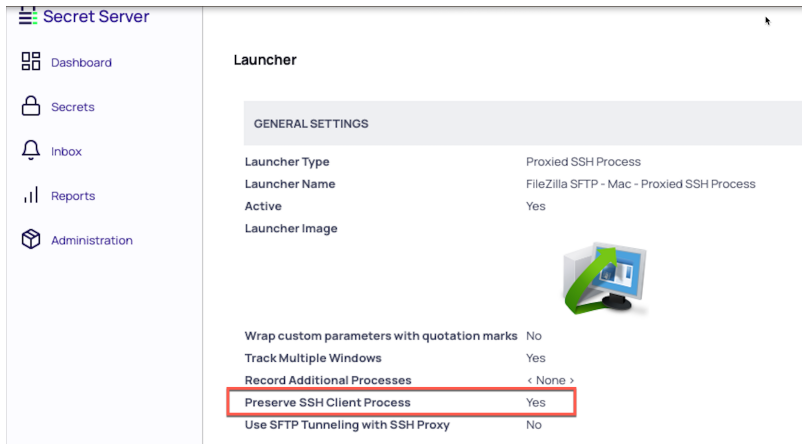 Secret Server
Dashboard
Secrets
Inbox
Reports
Administration
Launcher
GENERAL SETTINGS
Launcher Type Proxied SSH Process
Launcher Name FileZilla SFTP - Mac - Proxied SSH Process
Active Yes
Launcher Image
Wrap custom parameters with quotation marks No
Track Multiple Windows Yes
Record Additional Processes < None >
Preserve SSH Client Process Yes
Use SFTP Tunneling with SSH Proxy No